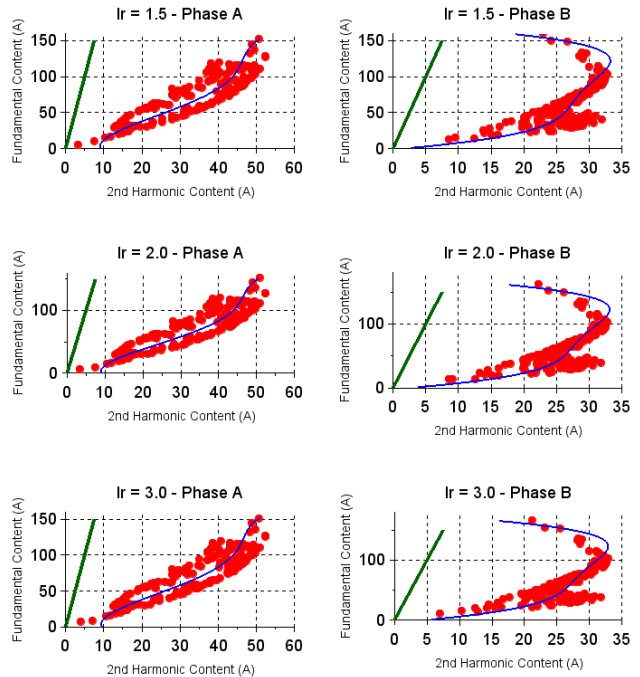 Ir = 1.5 - Phase A
Fundamental Content (A)
150
100
50
0
0 10 20 30 40 50 60
2nd Harmonic Content (A)
Ir = 1.5 - Phase B
Fundamental Content (A)
150
100
50
0
0 5 10 15 20 25 30 35
2nd Harmonic Content (A)
Ir = 2.0 - Phase A
Fundamental Content (A)
100
0
0 10 20 30 40 50 60
2nd Harmonic Content (A)
Ir = 2.0 - Phase B
Fundamental Content (A)
100
0
0 5 10 15 20 25 30 35
2nd Harmonic Content (A)
Ir = 3.0 - Phase A
Fundamental Content (A)
150
100
50
0
0 10 20 30 40 50 60
2nd Harmonic Content (A)
Ir = 3.0 - Phase B
Fundamental Content (A)
100
0
0 5 10 15 20 25 30 35
2nd Harmonic Content (A)